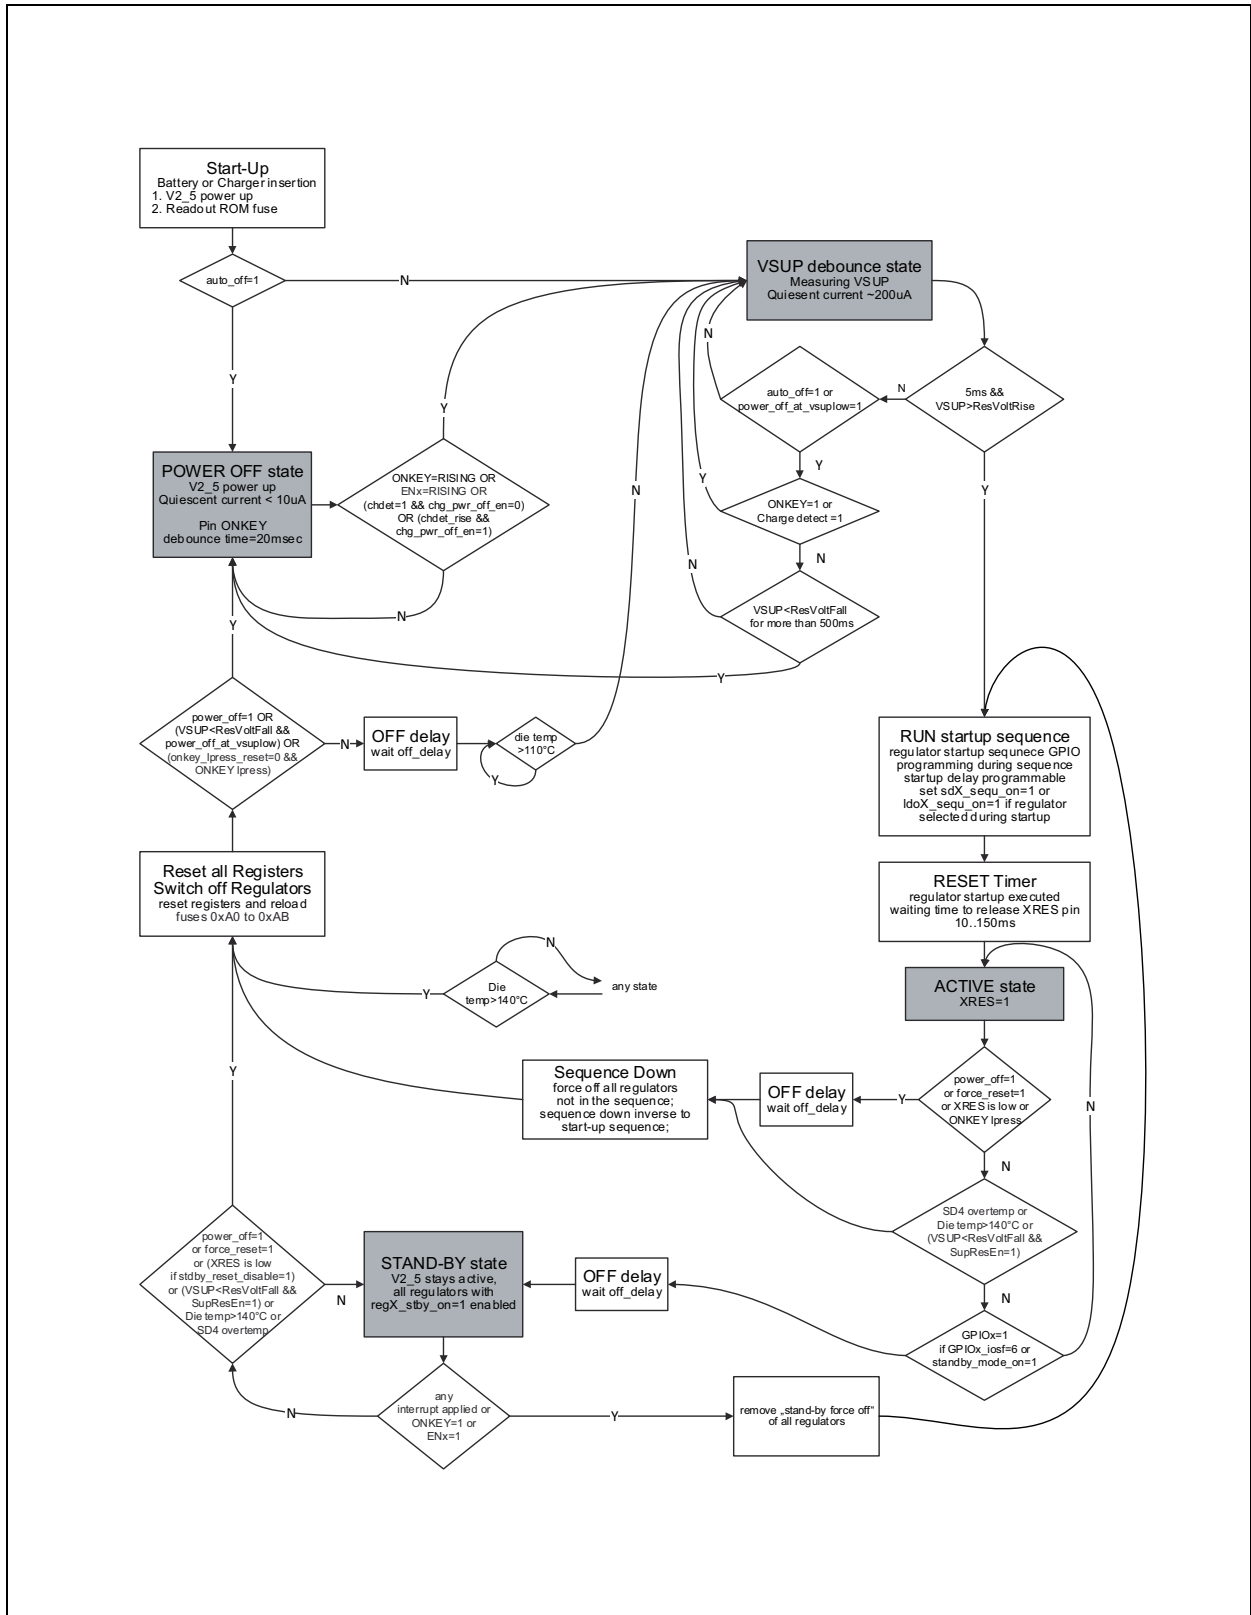 Start-Up
Battery or Charger insertion
1. V2_5 power up
2. Readout ROM fuse
auto_off=1
N
Y
VSUP debounce state
Measuring VSUP
Quiesent current ~200uA
N
auto_off=1 or
power_off_at_vsuplow=1
N
5ms &&
VSUP>ResVoltRise
Y
Y
Y
ONKEY=1 or
Charge detect =1
N
N
VSUP<ResVoltFall
for more than 500ms
Y
POWER OFF state
V2_5 power up
Quiescent current < 10uA
Pin ONKEY
debounce time=20msec
Y
ONKEY=RISING OR
ENx=RISING OR
(chdet=1 && chg_pwr_off_en=0)
OR (chdet_rise &&
chg_pwr_off_en=1)
N
N
Y
power_off=1 OR
(VSUP<ResVoltFall &&
power_off_at_vsuplow) OR
(onkey_lpress_reset=0 &&
ONKEY lpress)
N
OFF delay
wait off_delay
die temp
>110°C
Y
RUN startup sequence
regulator startup sequnece GPIO
programming during sequence
startup delay programmable
set sdX_sequ_on=1 or
ldoX_sequ_on=1 if regulator
selected during startup
Reset all Registers
Switch off Regulators
reset registers and reload
fuses 0xA0 to 0xAB
RESET Timer
regulator startup executed
waiting time to release XRES pin
10..150ms
N
Die
temp>140°C
any state
Y
ACTIVE state
XRES=1
Y
Sequence Down
force off all regulators
not in the sequence;
sequence down inverse to
start-up sequence;
OFF delay
wait off_delay
Y
power_off=1
or force_reset=1
or XRES is low or
ONKEY lpress
N
N
SD4 overtemp or
Die temp>140°C or
(VSUP<ResVoltFall &&
SupResEn=1)
N
power_off=1
or force_reset=1
or (XRES is low
if stdby_reset_disable=1)
or (VSUP<ResVoltFall &&
SupResEn=1) or
Die temp>140°C or
SD4 overtemp
N
STAND-BY state
V2_5 stays active,
all regulators with
regX_stby_on=1 enabled
OFF delay
wait off_delay
GPIOx=1
if GPIOx_iosf=6 or
standby_mode_on=1
N
any
interrupt applied or
ONKEY=1 or
ENx=1
Y
remove „stand-by force off“
of all regulators